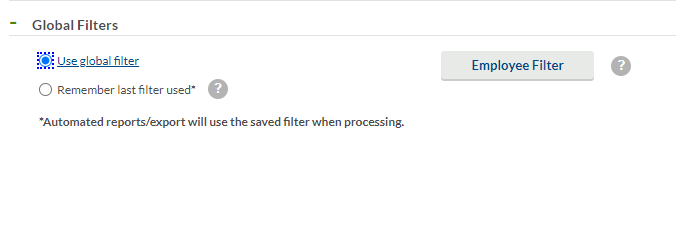 - Global Filters
Use global filter
Employee Filter ?
Remember last filter used* ?
*Automated reports/export will use the saved filter when processing.